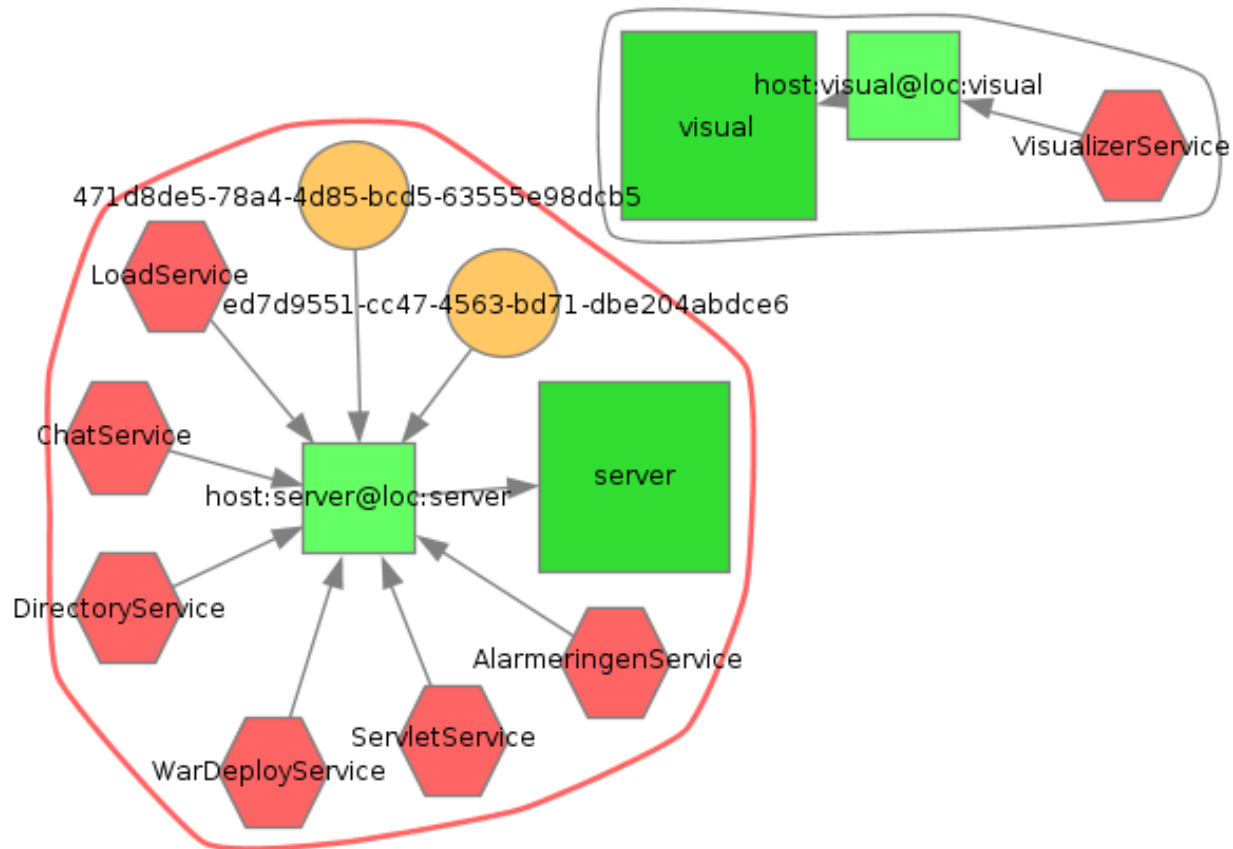 host:visual@loc:visual
visual
VisualizerService
471d8de5-78a4-4d85-bcd5-63555e98dcb5
LoadService
ed7d9551-cc47-4563-bd71-dbe204abdce6
ChatService
server
host:server@loc:server
DirectoryService
AlarmeringenService
ServletService
WarDeployService